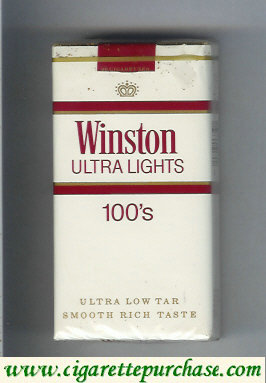 Winston
ULTRA LIGHTS
100's
ULTRA LOW TAR
SMOOTH RICH TASTE
www.cigarettepurchase.com